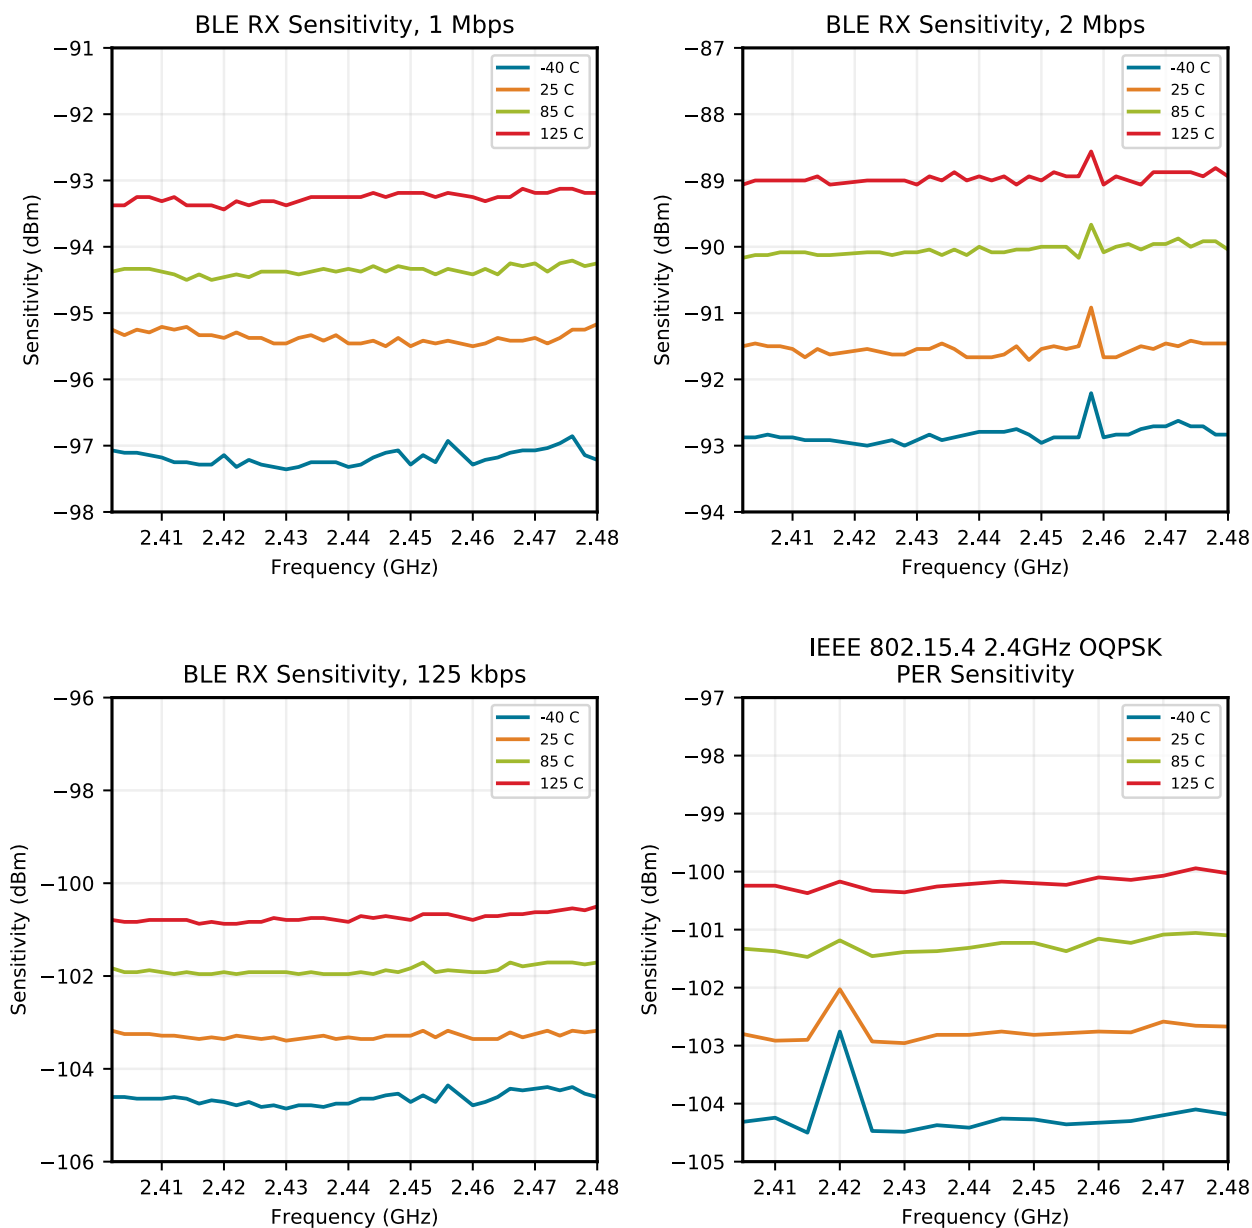 BLE RX Sensitivity, 1 Mbps
−91
−92
−93
−94
−95
−96
−97
−98
Sensitivity (dBm)
-40 C
25 C
85 C
125 C
2.41 2.42 2.43 2.44 2.45 2.46 2.47 2.48
Frequency (GHz)
BLE RX Sensitivity, 2 Mbps
−87
−88
−89
−90
−91
−92
−93
−94
Sensitivity (dBm)
-40 C
25 C
85 C
125 C
2.41 2.42 2.43 2.44 2.45 2.46 2.47 2.48
Frequency (GHz)
BLE RX Sensitivity, 125 kbps
−96
−98
−100
−102
−104
−106
Sensitivity (dBm)
-40 C
25 C
85 C
125 C
2.41 2.42 2.43 2.44 2.45 2.46 2.47 2.48
Frequency (GHz)
IEEE 802.15.4 2.4GHz OQPSK
PER Sensitivity
−97
−98
−99
−100
−101
−102
−103
−104
−105
Sensitivity (dBm)
-40 C
25 C
85 C
125 C
2.41 2.42 2.43 2.44 2.45 2.46 2.47 2.48
Frequency (GHz)